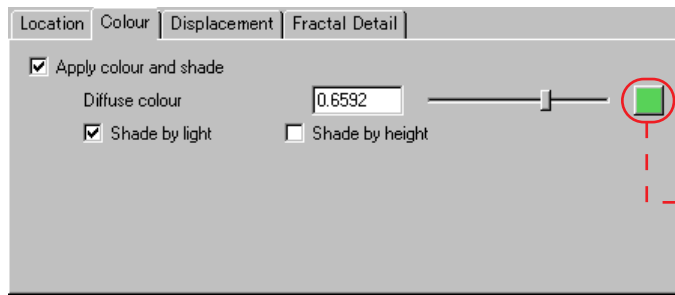 Location Colour Displacement Fractal Detail
Apply colour and shade
Diffuse colour 0.6592
Shade by light Shade by height